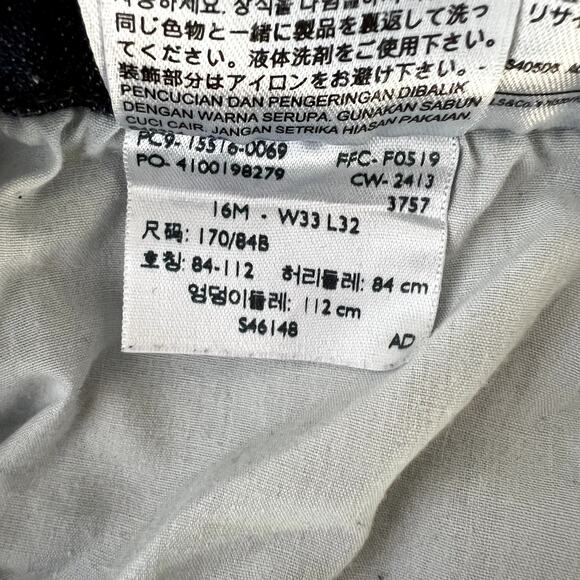 同じ色物と一緒に製品を裏返して洗っ
てください。液体洗剤をご使用下さい。
装飾部分はアイロンをお避け下さい。
PENCUCIAN DAN PENGERINGAN DIBALIK
DENGAN WARNA SERUPA. GUNAKAN SABUN
CUCI CAIR. JANGAN SETRIKA HIASAN PAKAIAN.
リサイ
S40505
PC9-15516-0069 FFC- F0519
PO- 4100198279 CW- 2413
3757
16M - W33 L32
尺码: 170/84B
호칭: 84-112 허리둘레: 84 cm
엉덩이둘레: 112 cm
S46148
AD